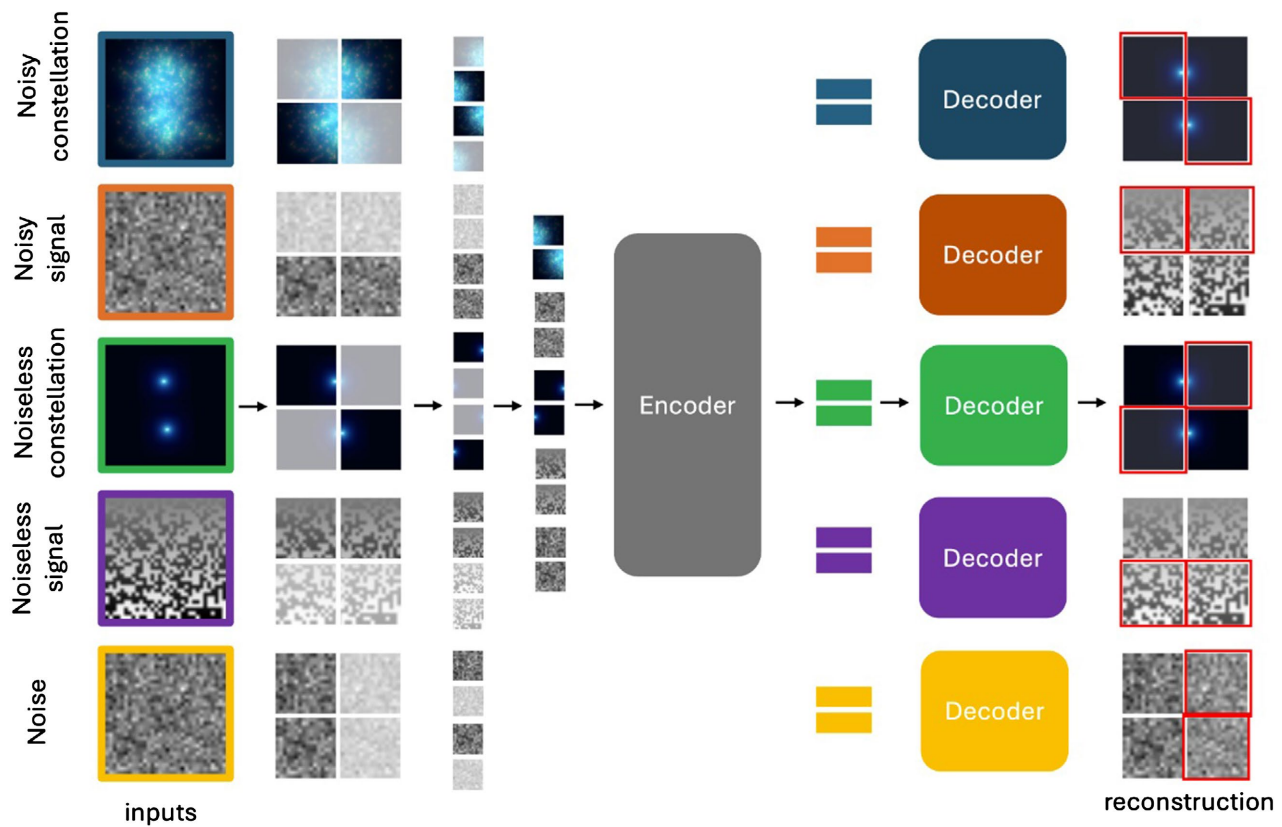 Noisy
constellation
Decoder
Noisy
signal
Decoder
Noiseless
constellation
Encoder
Decoder
Noiseless
signal
Decoder
Noise
Decoder
inputs
reconstruction